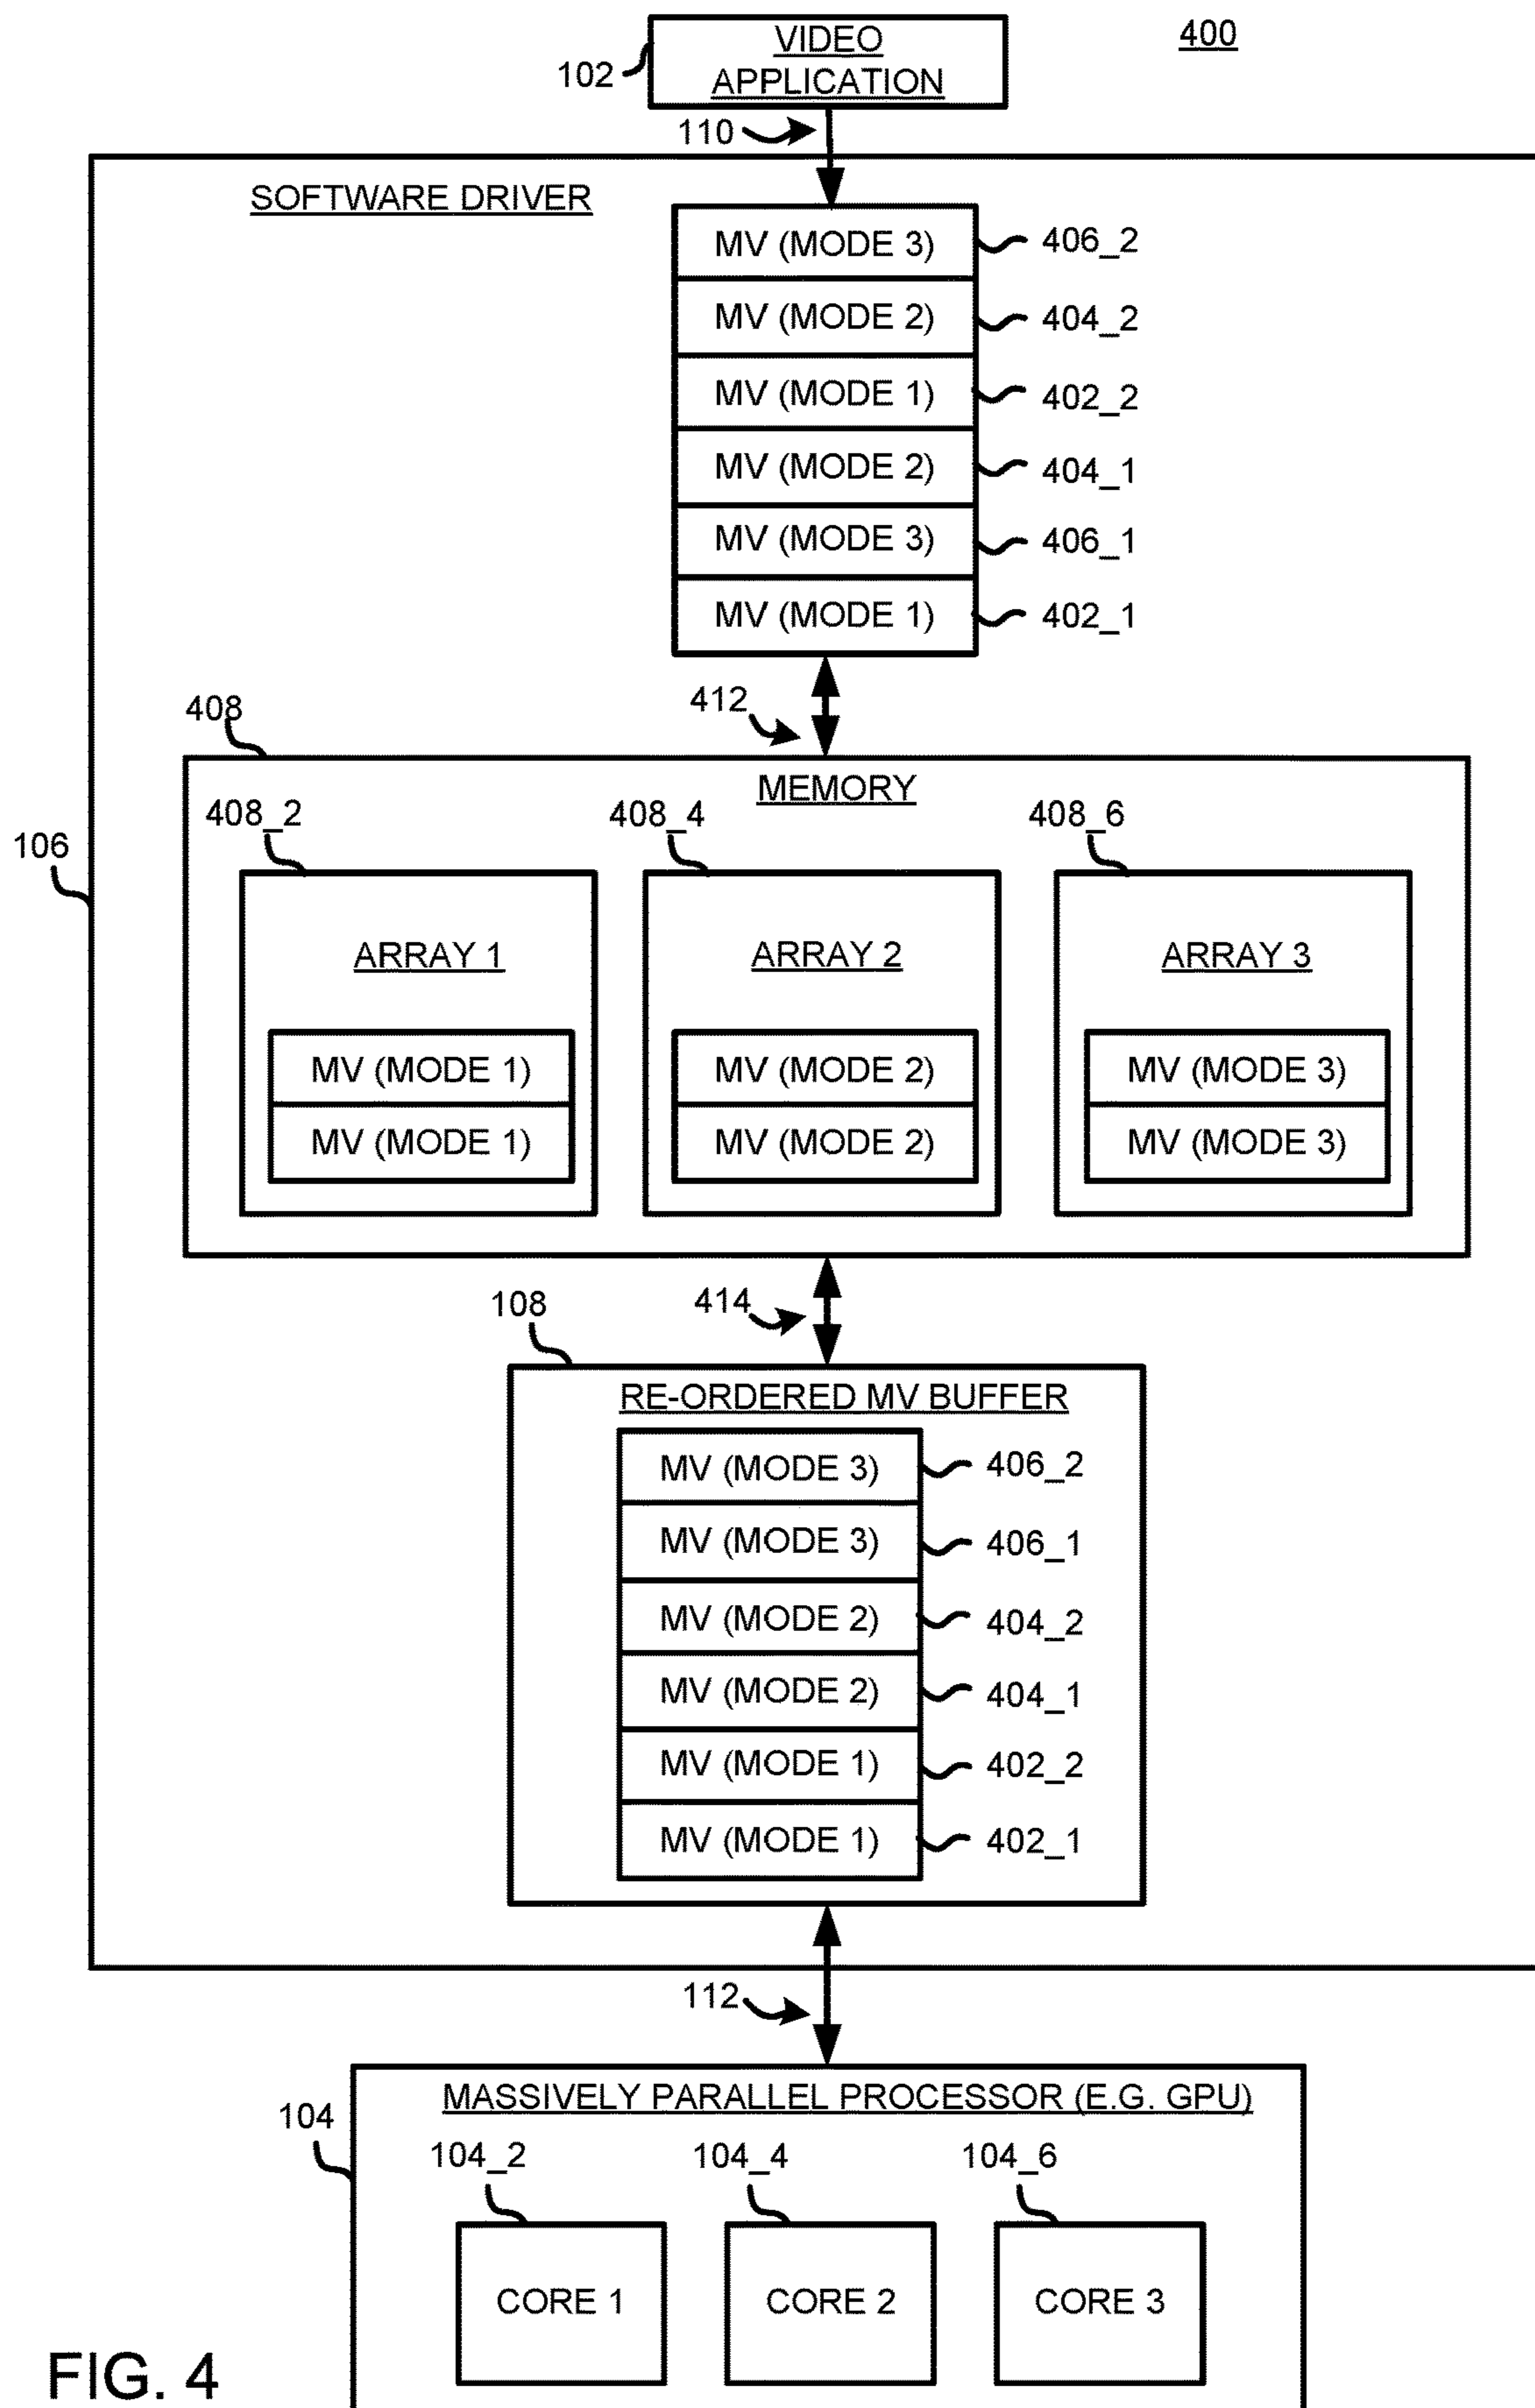 400
VIDEO
APPLICATION
102
110
SOFTWARE DRIVER
MV (MODE 3) 406_2
MV (MODE 2) 404_2
MV (MODE 1) 402_2
MV (MODE 2) 404_1
MV (MODE 3) 406_1
MV (MODE 1) 402_1
412
408
MEMORY
408_2 408_4 408_6
106
ARRAY 1 ARRAY 2 ARRAY 3
MV (MODE 1) MV (MODE 2) MV (MODE 3)
MV (MODE 1) MV (MODE 2) MV (MODE 3)
414
108
RE-ORDERED MV BUFFER
MV (MODE 3) 406_2
MV (MODE 3) 406_1
MV (MODE 2) 404_2
MV (MODE 2) 404_1
MV (MODE 1) 402_2
MV (MODE 1) 402_1
112
MASSIVELY PARALLEL PROCESSOR (E.G. GPU)
104
104_2 104_4 104_6
CORE 1 CORE 2 CORE 3
FIG. 4